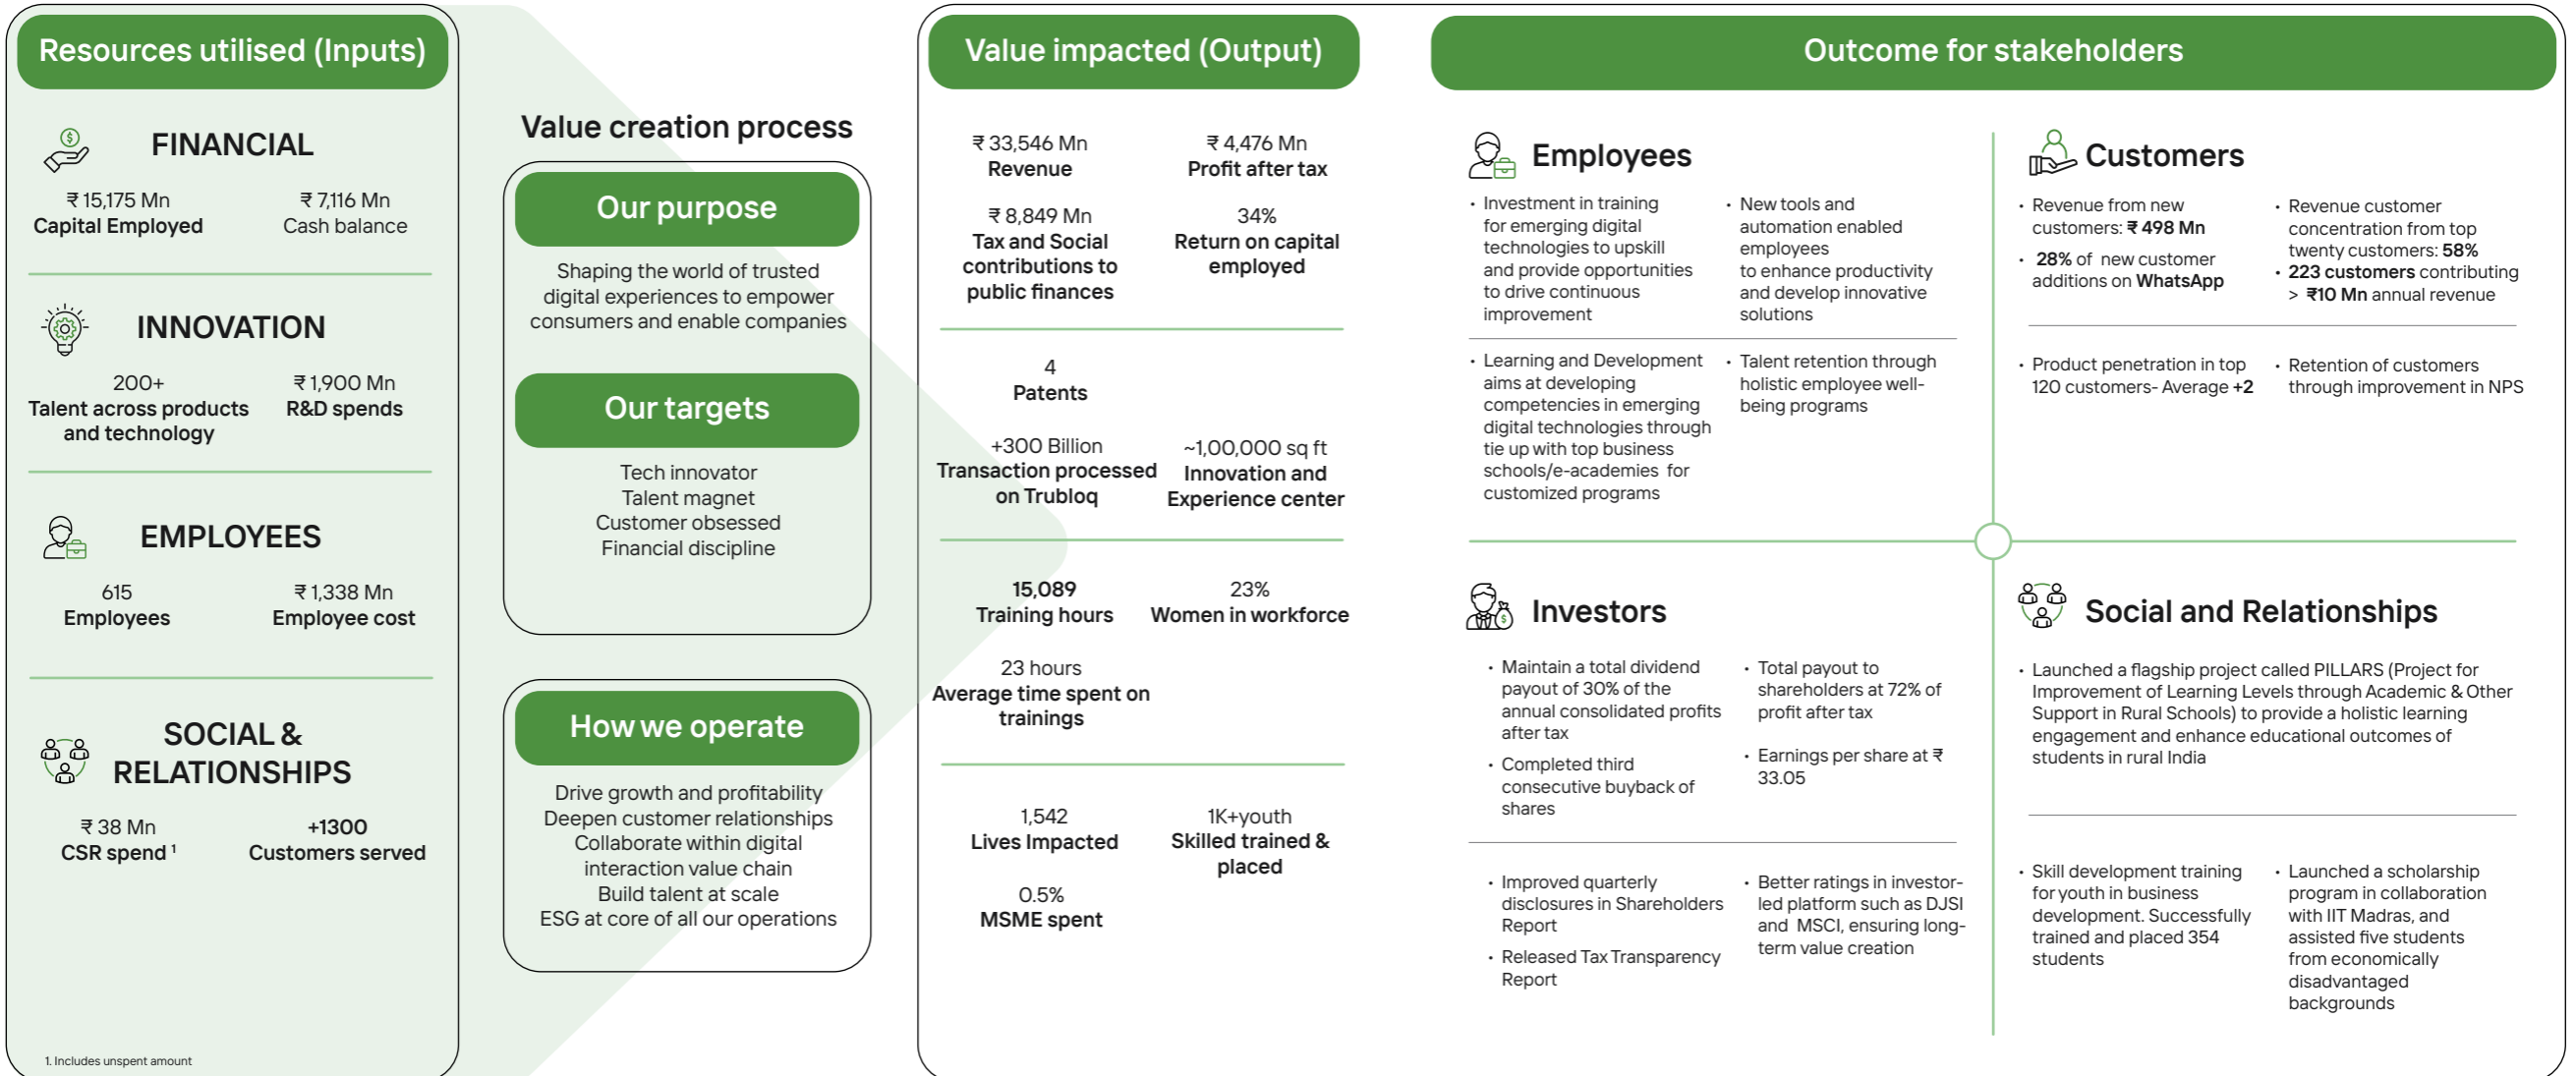 Resources utilised (Inputs)
FINANCIAL
₹ 15,175 Mn
Capital Employed
₹ 7,116 Mn
Cash balance
INNOVATION
200+
Talent across products
and technology
₹ 1,900 Mn
R&D spends
EMPLOYEES
615
Employees
₹ 1,338 Mn
Employee cost
SOCIAL &
RELATIONSHIPS
₹ 38 Mn
CSR spend 1
+1300
Customers served
1. Includes unspent amount
Value creation process
Our purpose
Shaping the world of trusted
digital experiences to empower
consumers and enable companies
Our targets
Tech innovator
Talent magnet
Customer obsessed
Financial discipline
How we operate
Drive growth and profitability
Deepen customer relationships
Collaborate within digital
interaction value chain
Build talent at scale
ESG at core of all our operations
Value impacted (Output)
₹ 33,546 Mn
Revenue
₹ 4,476 Mn
Profit after tax
₹ 8,849 Mn
Tax and Social
contributions to
public finances
34%
Return on capital
employed
4
Patents
+300 Billion
Transaction processed
on Trubloq
~1,00,000 sq ft
Innovation and
Experience center
15,089
Training hours
23%
Women in workforce
23 hours
Average time spent on
trainings
1,542
Lives Impacted
1K+youth
Skilled trained &
placed
0.5%
MSME spent
Outcome for stakeholders
Employees
• Investment in training
for emerging digital
technologies to upskill
and provide opportunities
to drive continuous
improvement
• New tools and
automation enabled
employees
to enhance productivity
and develop innovative
solutions
• Learning and Development
aims at developing
competencies in emerging
digital technologies through
tie up with top business
schools/e-academies for
customized programs
• Talent retention through
holistic employee well-
being programs
Customers
• Revenue from new
customers: ₹ 498 Mn
• 28% of new customer
additions on WhatsApp
• Revenue customer
concentration from top
twenty customers: 58%
• 223 customers contributing
> ₹10 Mn annual revenue
• Product penetration in top
120 customers- Average +2
• Retention of customers
through improvement in NPS
Investors
• Maintain a total dividend
payout of 30% of the
annual consolidated profits
after tax
• Completed third
consecutive buyback of
shares
• Total payout to
shareholders at 72% of
profit after tax
• Earnings per share at ₹
33.05
• Improved quarterly
disclosures in Shareholders
Report
• Released Tax Transparency
Report
• Better ratings in investor-
led platform such as DJSI
and MSCI, ensuring long-
term value creation
Social and Relationships
• Launched a flagship project called PILLARS (Project for
Improvement of Learning Levels through Academic & Other
Support in Rural Schools) to provide a holistic learning
engagement and enhance educational outcomes of
students in rural India
• Skill development training
for youth in business
development. Successfully
trained and placed 354
students
• Launched a scholarship
program in collaboration
with IIT Madras, and
assisted five students
from economically
disadvantaged
backgrounds